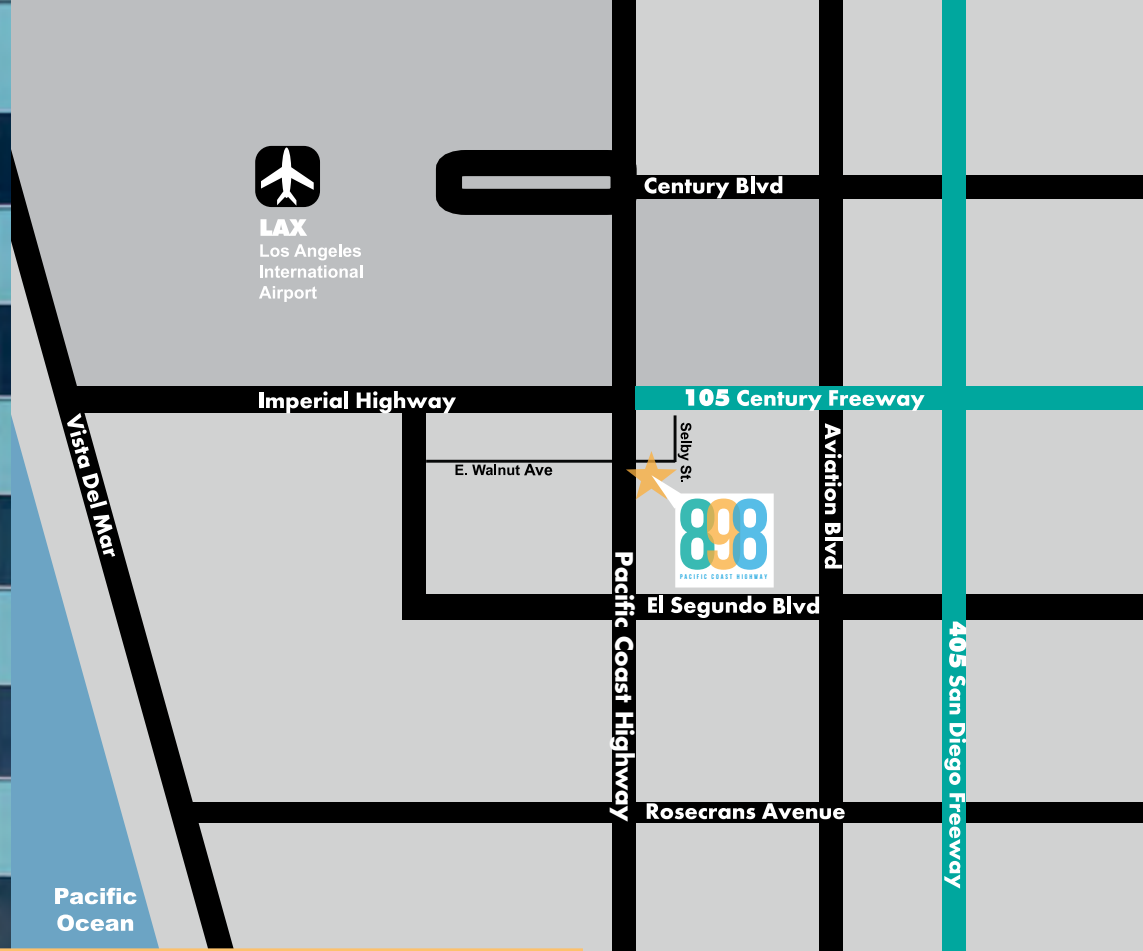 Century Blvd
LAX
Los Angeles
International
Airport
Imperial Highway
105 Century Freeway
Vista Del Mar
E. Walnut Ave
Selby St.
Aviation Blvd
898
PACIFIC COAST HIGHWAY
Pacific Coast Highway
El Segundo Blvd
405 San Diego Freeway
Rosecrans Avenue
Pacific
Ocean